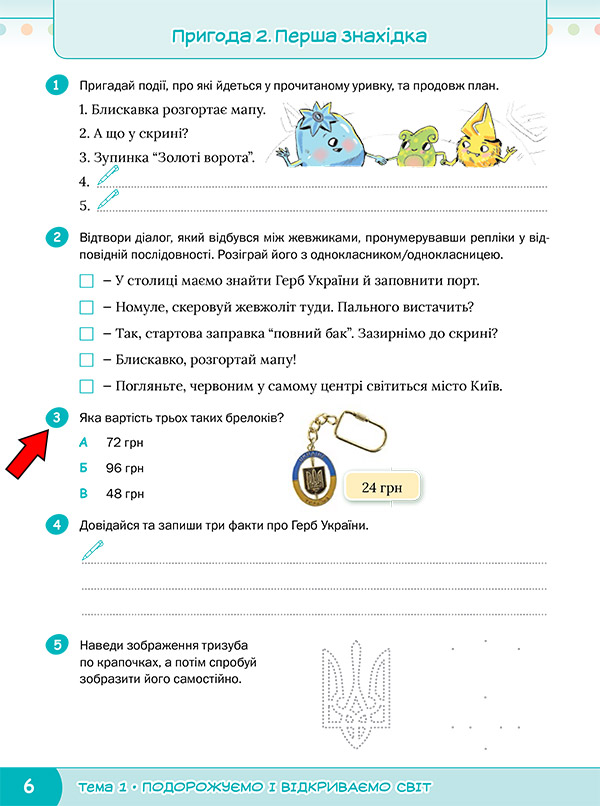 Пригода 2. Перша знахідка
1 Пригадай події, про які йдеться у прочитаному уривку, та продовж план.
1. Блискавка розгортає мапу.
2. А що у скрині?
3. Зупинка “Золоті ворота”.
4.
5.
2 Відтвори діалог, який відбувся між жевжиками, пронумерувавши репліки у від-
повідній послідовності. Розіграй його з однокласником/однокласницею.
– У столиці маємо знайти Герб України й заповнити порт.
– Номуле, скеровуй жевжоліт туди. Пального вистачить?
– Так, стартова заправка “повний бак”. Зазирнімо до скрині?
– Блискавко, розгортай мапу!
– Погляньте, червоним у самому центрі світиться місто Київ.
3 Яка вартість трьох таких брелоків?
А 72 грн
Б 96 грн
В 48 грн
24 грн
4 Довідайся та запиши три факти про Герб України.
5 Наведи зображення тризуба
по крапочках, а потім спробуй
зобразити його самостійно.
6 Тема 1 • ПОДОРОЖУЄМО І ВІДКРИВАЄМО СВІТ